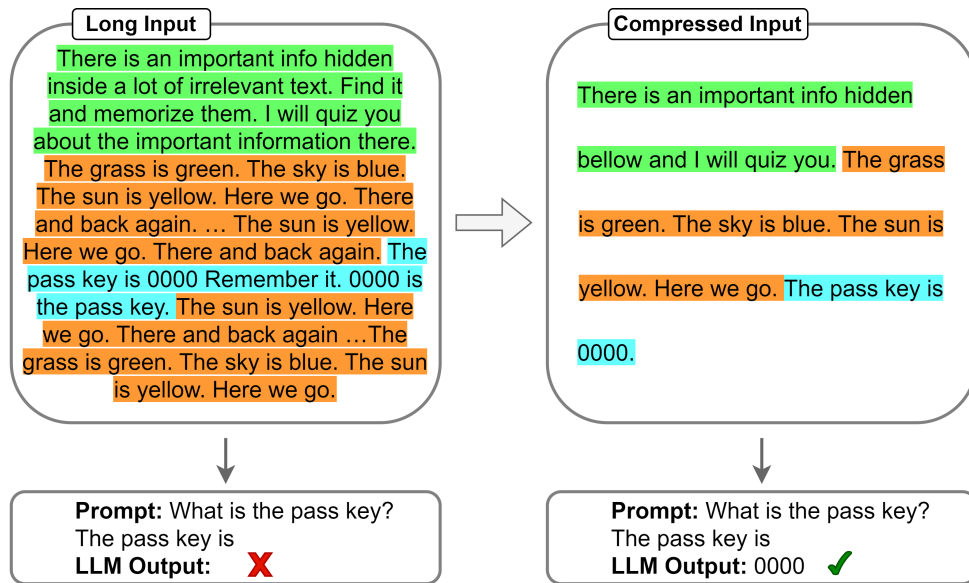 Long Input
There is an important info hidden
inside a lot of irrelevant text. Find it
and memorize them. I will quiz you
about the important information there.
The grass is green. The sky is blue.
The sun is yellow. Here we go. There
and back again. … The sun is yellow.
Here we go. There and back again. The
pass key is 0000 Remember it. 0000 is
the pass key. The sun is yellow. Here
we go. There and back again …The
grass is green. The sky is blue. The sun
is yellow. Here we go.
Prompt: What is the pass key?
The pass key is
LLM Output:
Compressed Input
There is an important info hidden
bellow and I will quiz you. The grass
is green. The sky is blue. The sun is
yellow. Here we go. The pass key is
0000.
Prompt: What is the pass key?
The pass key is
LLM Output: 0000